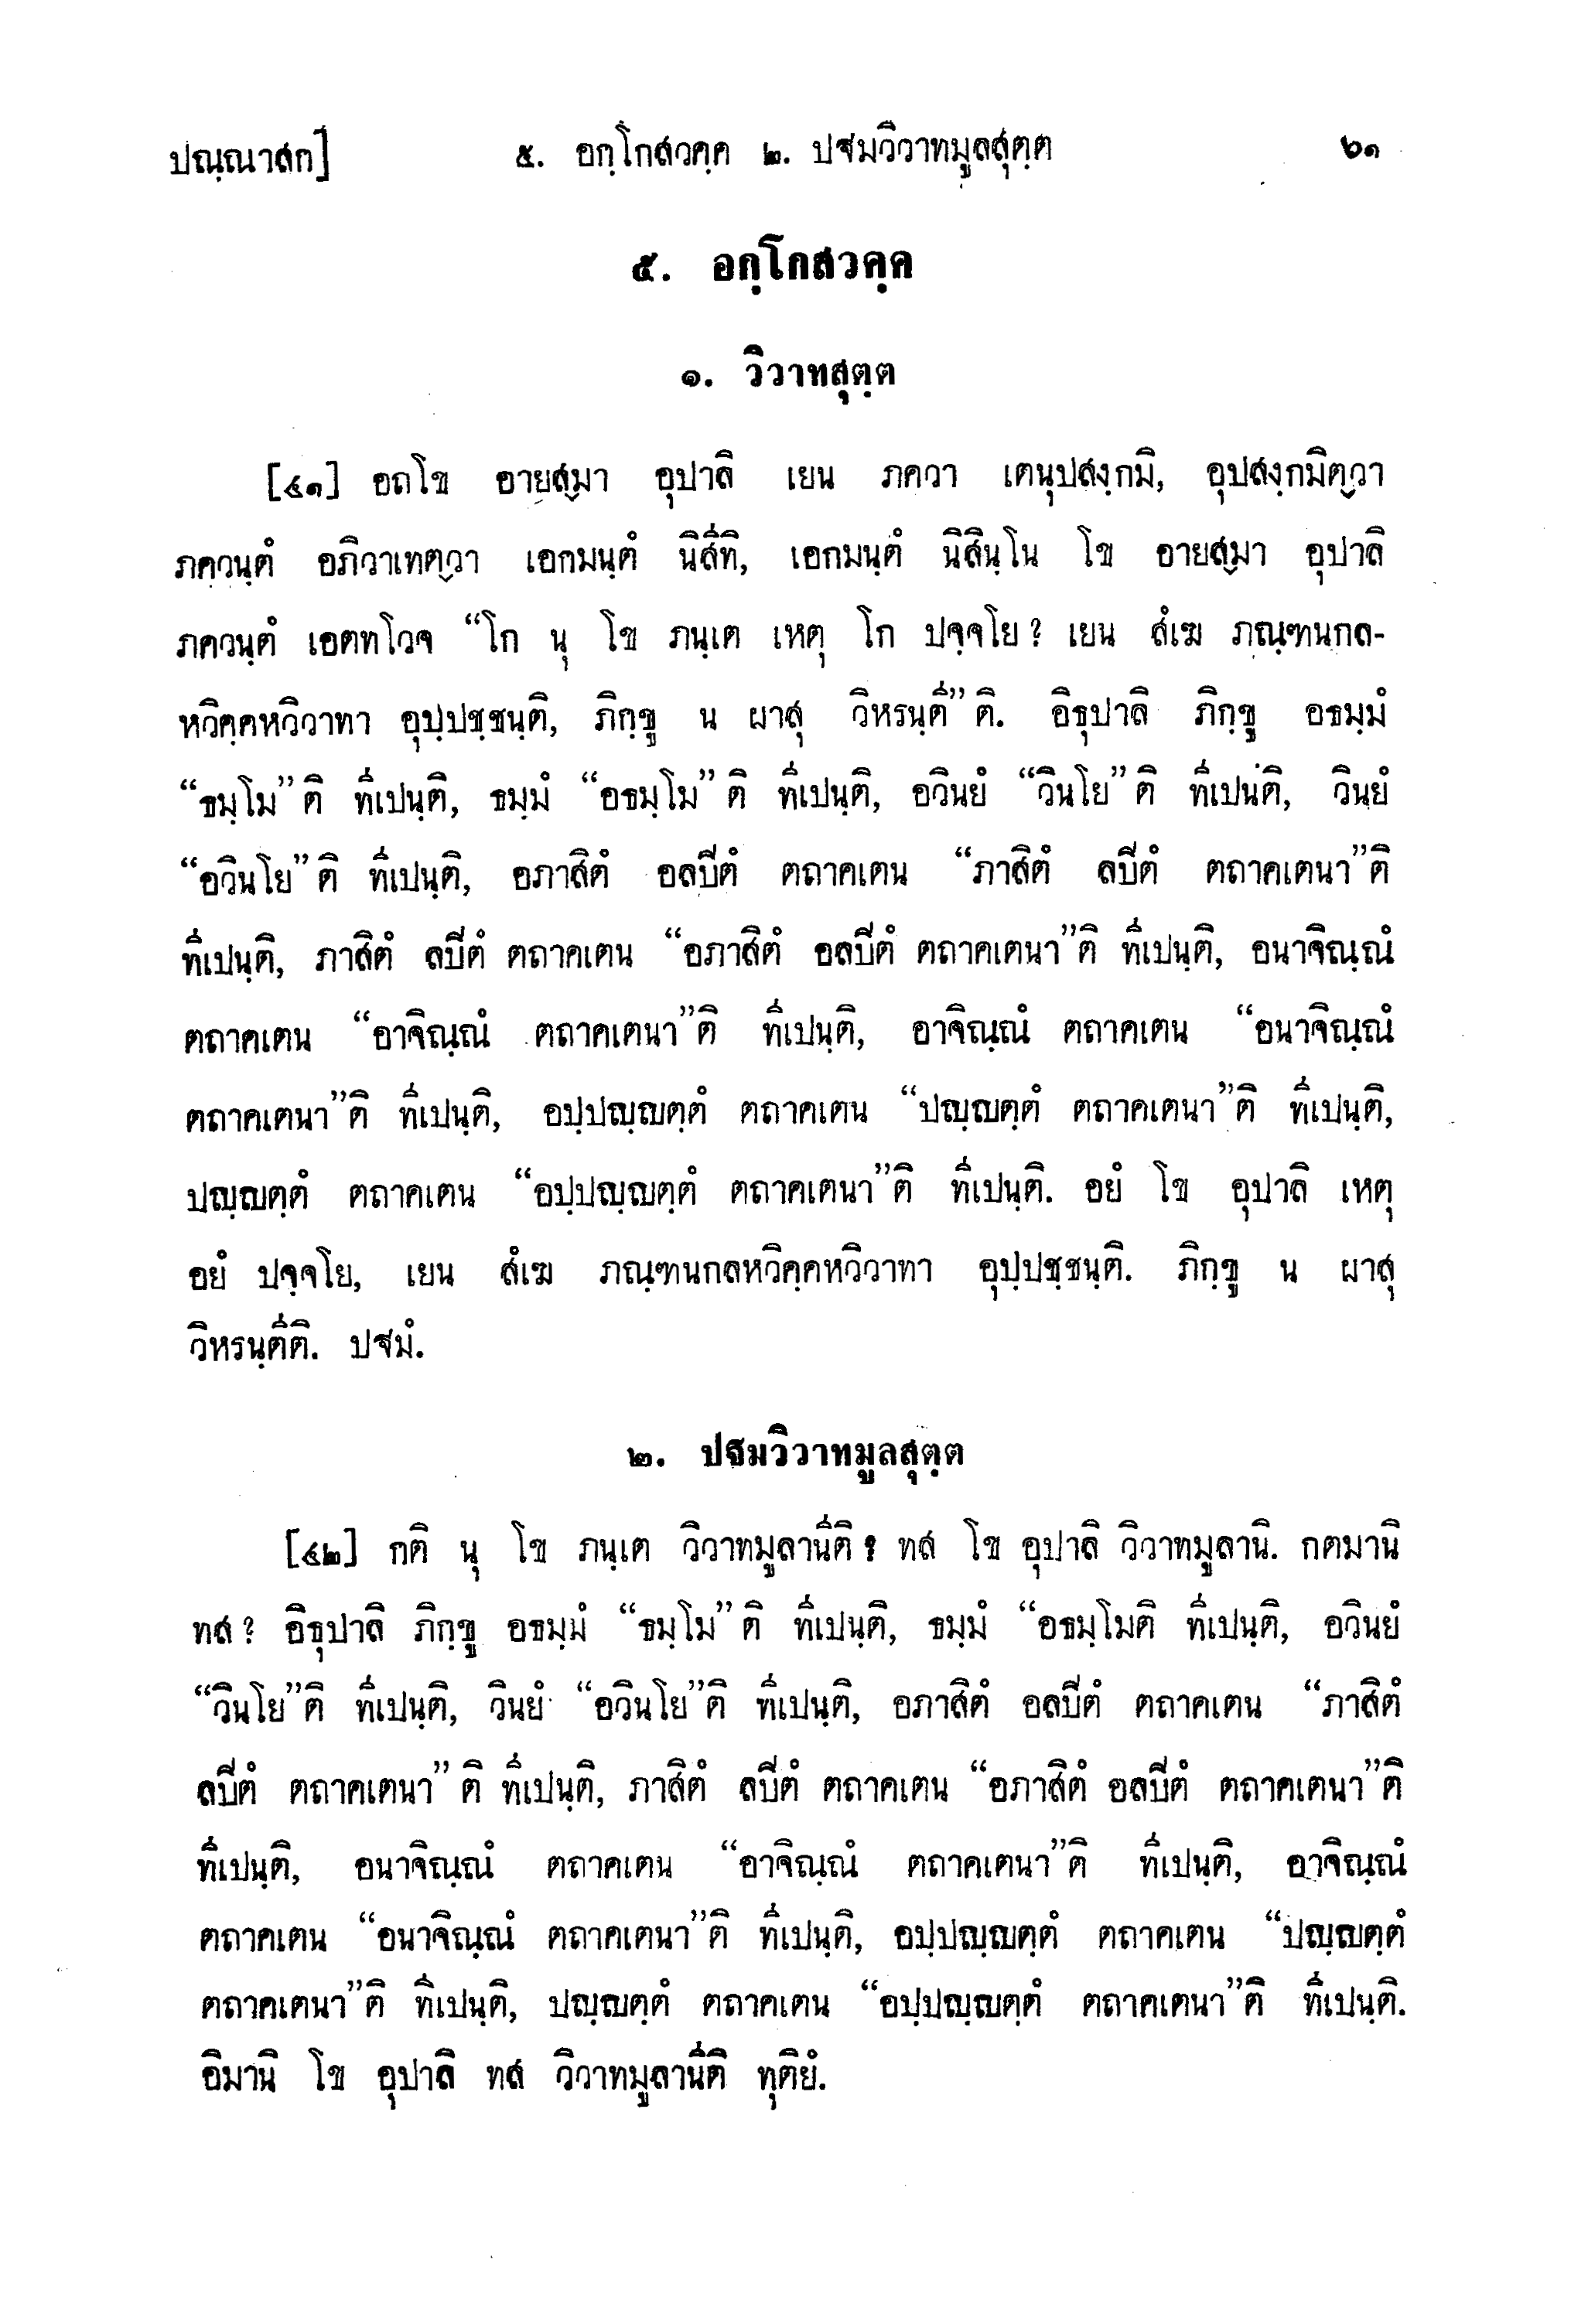 ปณฺณาสก]
๕. อกฺโกสวคฺค ๒. ปฐมวิวาทมูลสุตฺต
๖๑
๕. อกฺโกสวคฺค
๑. วิวาทสุตฺต
[๔๑] อถโข อายสฺมา อุปาลิ เยน ภควา เตนุปสงฺกมิ, อุปสงฺกมิตฺวา
ภควนฺตํ อภิวาเทตฺวา เอกมนฺตํ นิสีทิ, เอกมนฺตํ นิสินฺโน โข อายสฺมา อุปาลิ
ภควนฺตํ เอตทโวจ “โก นุ โข ภนฺเต เหตุ โก ปจฺจโย? เยน สํเฆ ภณฺฑนกล-
หวิคฺคหวิวาทา อุปฺปชฺชนฺติ, ภิกฺขู น ผาสุ วิหรนฺตี”ติ. อิธุปาลิ ภิกฺขู อธมฺมํ
“ธมฺโม”ติ ทีเปนฺติ, ธมฺมํ “อธมฺโม”ติ ทีเปนฺติ, อวินยํ “วินโย”ติ ทีเปนฺติ, วินยํ
“อวินโย”ติ ทีเปนฺติ, อภาสิตํ อลปิตํ ตถาคเตน “ภาสิตํ ลปิตํ ตถาคเตนา”ติ
ทีเปนฺติ, ภาสิตํ ลปิตํ ตถาคเตน “อภาสิตํ อลปิตํ ตถาคเตนา”ติ ทีเปนฺติ, อนาจิณฺณํ
ตถาคเตน “อาจิณฺณํ ตถาคเตนา”ติ ทีเปนฺติ, อาจิณฺณํ ตถาคเตน “อนาจิณฺณํ
ตถาคเตนา”ติ ทีเปนฺติ, อปฺปญฺญตฺตํ ตถาคเตน “ปญฺญตฺตํ ตถาคเตนา”ติ ทีเปนฺติ,
ปญฺญตฺตํ ตถาคเตน “อปฺปญฺญตฺตํ ตถาคเตนา”ติ ทีเปนฺติ. อยํ โข อุปาลิ เหตุ
อยํ ปจฺจโย, เยน สํเฆ ภณฺฑนกลหวิคฺคหวิวาทา อุปฺปชฺชนฺติ. ภิกฺขู น ผาสุ
วิหรนฺตีติ. ปฐมํ.
๒. ปฐมวิวาทมูลสุตฺต
[๔๒] กติ นุ โข ภนฺเต วิวาทมูลานีติ? ทส โข อุปาลิ วิวาทมูลานิ. กตมานิ
ทส? อิธุปาลิ ภิกฺขู อธมฺมํ “ธมฺโม”ติ ทีเปนฺติ, ธมฺมํ “อธมฺโมติ ทีเปนฺติ, อวินยํ
“วินโย”ติ ทีเปนฺติ, วินยํ “อวินโย”ติ ทีเปนฺติ, อภาสิตํ อลปิตํ ตถาคเตน “ภาสิตํ
ลปิตํ ตถาคเตนา”ติ ทีเปนฺติ, ภาสิตํ ลปิตํ ตถาคเตน “อภาสิตํ อลปิตํ ตถาคเตนา”ติ
ทีเปนฺติ, อนาจิณฺณํ ตถาคเตน “อาจิณฺณํ ตถาคเตนา”ติ ทีเปนฺติ, อาจิณฺณํ
ตถาคเตน “อนาจิณฺณํ ตถาคเตนา”ติ ทีเปนฺติ, อปฺปญฺญตฺตํ ตถาคเตน “ปญฺญตฺตํ
ตถาคเตนา”ติ ทีเปนฺติ, ปญฺญตฺตํ ตถาคเตน “อปฺปญฺญตฺตํ ตถาคเตนา”ติ ทีเปนฺติ.
อิมานิ โข อุปาลิ ทส วิวาทมูลานีติ ทุติยํ.